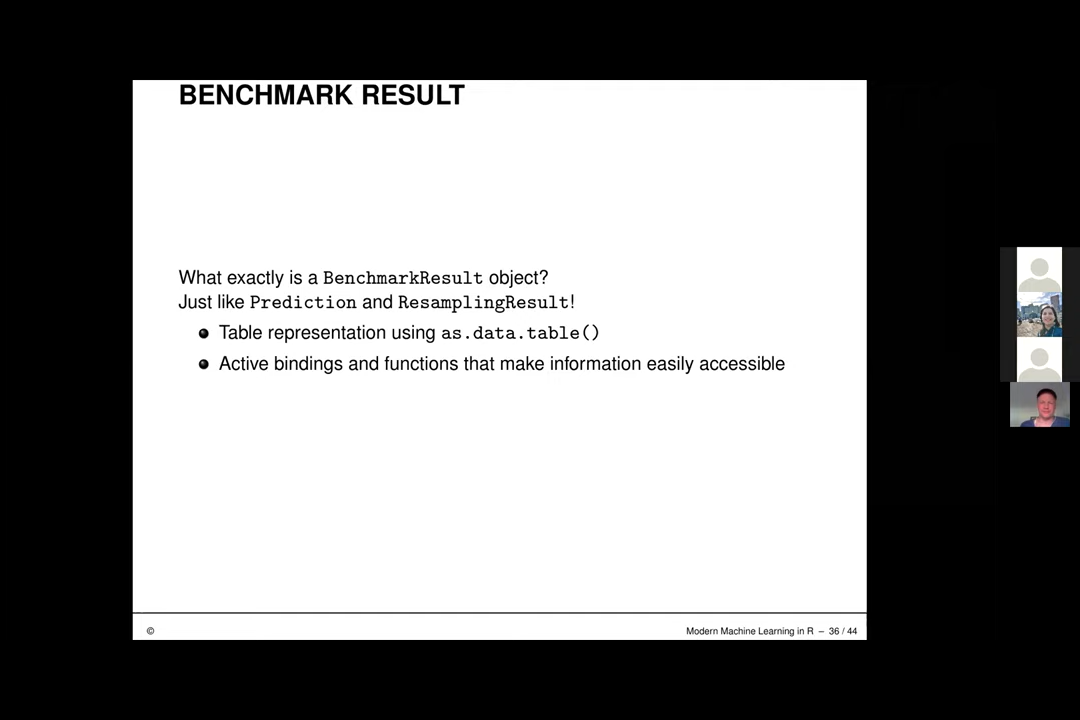 BENCHMARK RESULT
What exactly is a BenchmarkResult object?
Just like Prediction and ResamplingResult!
Table representation using as.data.table()
Active bindings and functions that make information easily accessible
© Modern Machine Learning in R – 36 / 44